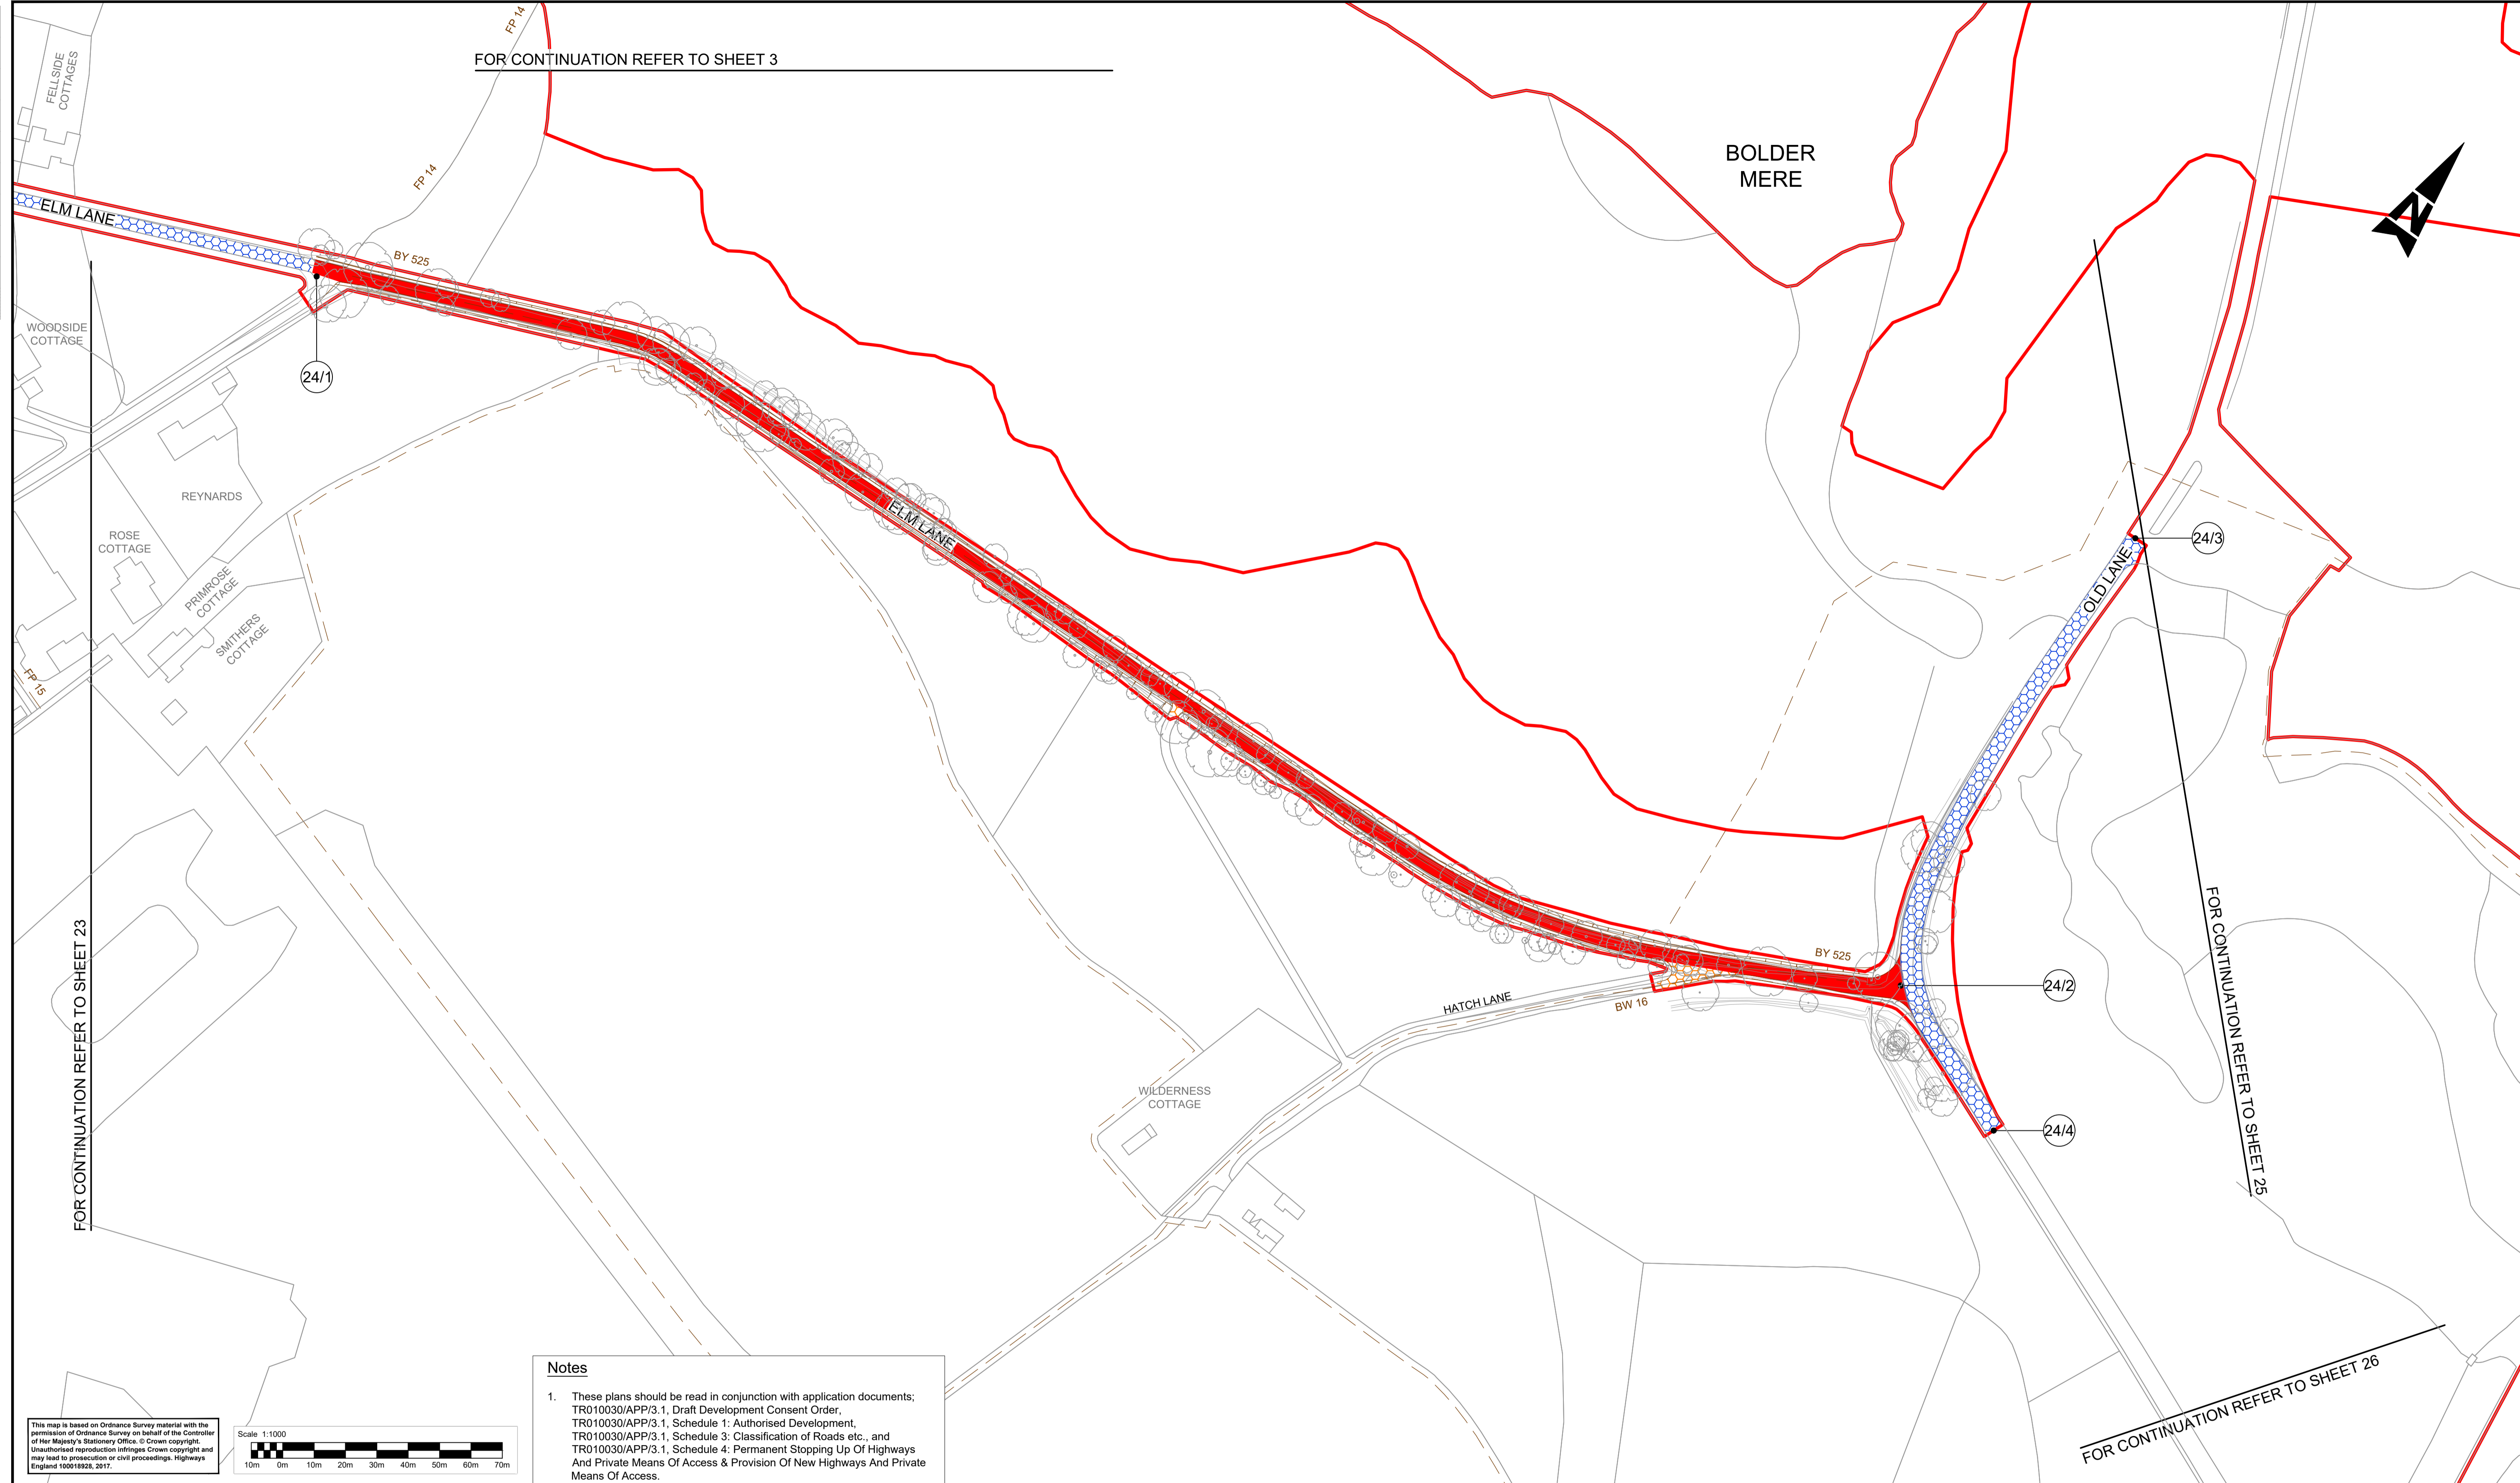 FP 14
FELLSIDE
COTTAGES
FOR CONTINUATION REFER TO SHEET 3
BOLDER
MERE
FP 14
N
ELM LANE
BY 525
WOODSIDE
COTTAGE
24/1
REYNARDS
ELM LANE
24/3
ROSE
COTTAGE
OLD LANE
PRIMROSE
COTTAGE
SMITHERS
COTTAGE
FP 15
FOR CONTINUATION REFER TO SHEET 23
FOR CONTINUATION REFER TO SHEET 25
BY 525
24/2
HATCH LANE
BW 16
WILDERNESS
COTTAGE
24/4
FOR CONTINUATION REFER TO SHEET 26
Notes
1. These plans should be read in conjunction with application documents;
TR010030/APP/3.1, Draft Development Consent Order,
TR010030/APP/3.1, Schedule 1: Authorised Development,
TR010030/APP/3.1, Schedule 3: Classification of Roads etc., and
TR010030/APP/3.1, Schedule 4: Permanent Stopping Up Of Highways
And Private Means Of Access & Provision Of New Highways And Private
Means Of Access.
This map is based on Ordnance Survey material with the
permission of Ordnance Survey on behalf of the Controller
of Her Majesty's Stationery Office. © Crown copyright.
Unauthorised reproduction infringes Crown copyright and
may lead to prosecution or civil proceedings. Highways
England 100018928, 2017.
Scale 1:1000
10m 0m 10m 20m 30m 40m 50m 60m 70m